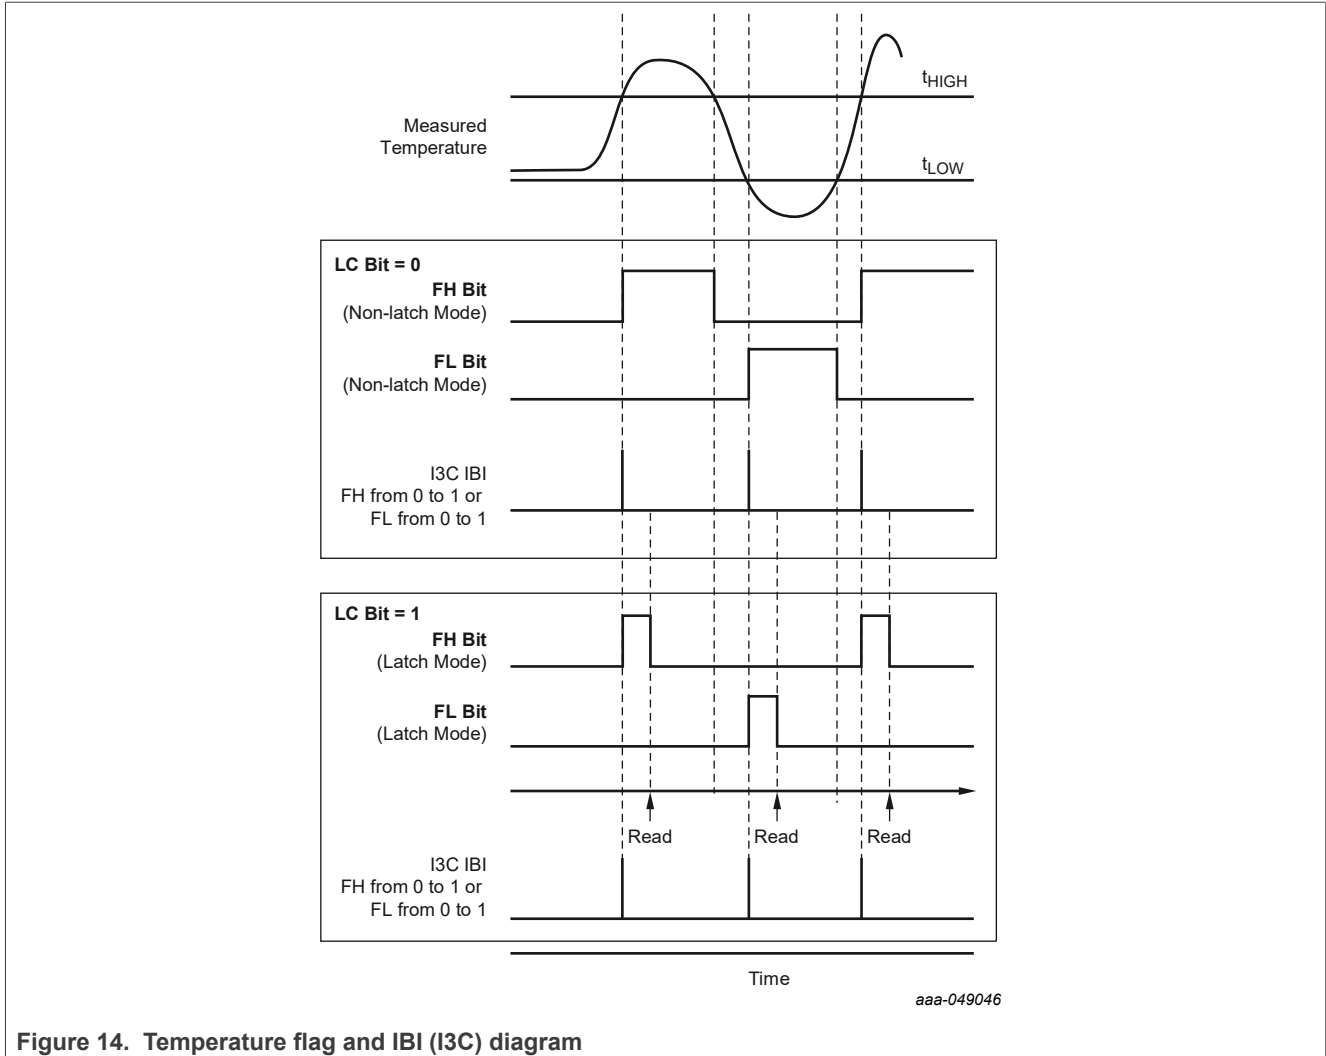 tHIGH
Measured
Temperature
tLOW
LC Bit = 0
FH Bit
(Non-latch Mode)
FL Bit
(Non-latch Mode)
I3C IBI
FH from 0 to 1 or
FL from 0 to 1
LC Bit = 1
FH Bit
(Latch Mode)
FL Bit
(Latch Mode)
Read Read Read
I3C IBI
FH from 0 to 1 or
FL from 0 to 1
Time
aaa-049046
Figure 14. Temperature flag and IBI (I3C) diagram